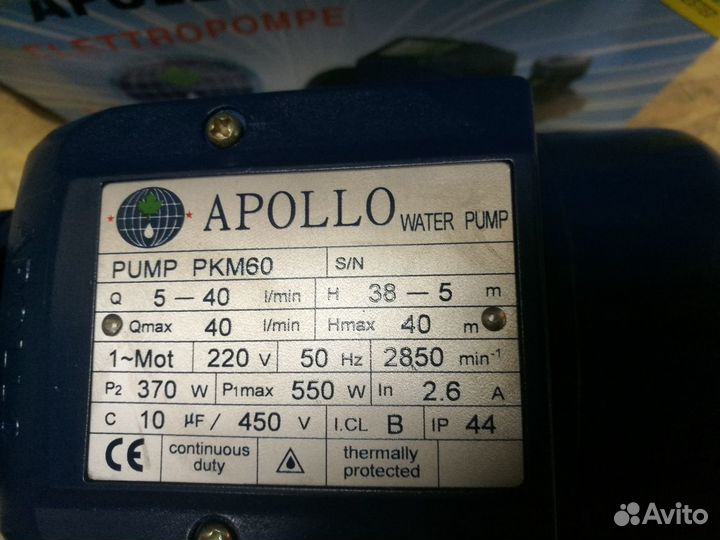 APOLLO
ELETTROPOMPE
APOLLO WATER PUMP
PUMP PKM60 S/N
Q 5 — 40 l/min H 38 — 5 m
Qmax 40 l/min Hmax 40 m
1~Mot 220 V 50 Hz 2850 min⁻¹
P2 370 W P1max 550 W In 2.6 A
C 10 µF / 450 V I.CL B IP 44
CE continuous duty thermally protected
Avito